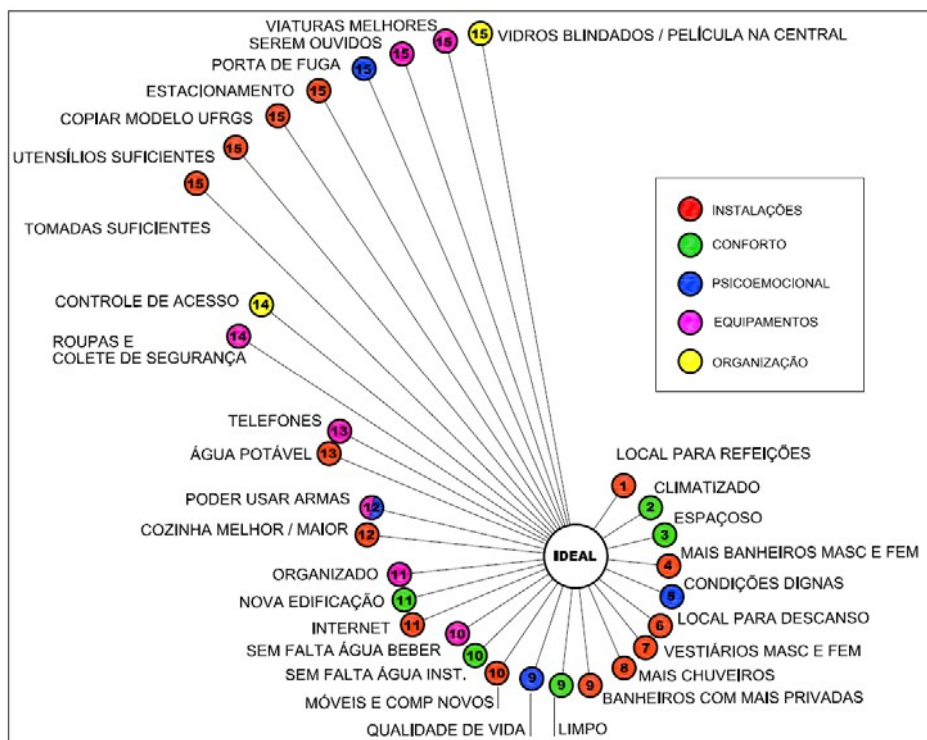 VIATURAS MELHORES
15
SEREM OUVIDOS
15
VIDROS BLINDADOS / PELÍCULA NA CENTRAL
15
PORTA DE FUGA
15
ESTACIONAMENTO
15
COPIAR MODELO UFRGS
15
UTENSÍLIOS SUFICIENTES
15
15
TOMADAS SUFICIENTES
CONTROLE DE ACESSO
14
ROUPAS E
COLETE DE SEGURANÇA
14
TELEFONES
13
ÁGUA POTÁVEL
13
PODER USAR ARMAS
12
COZINHA MELHOR / MAIOR
12
ORGANIZADO
11
NOVA EDIFICAÇÃO
11
INTERNET
11
SEM FALTA ÁGUA BEBER
10
SEM FALTA ÁGUA INST.
10
MÓVEIS E COMP NOVOS
10
QUALIDADE DE VIDA
9
LIMPO
9
BANHEIROS COM MAIS PRIVADAS
9
MAIS CHUVEIROS
8
VESTIÁRIOS MASC E FEM
7
LOCAL PARA DESCANSO
6
CONDIÇÕES DIGNAS
5
MAIS BANHEIROS MASC E FEM
4
ESPAÇOSO
3
CLIMATIZADO
2
LOCAL PARA REFEIÇÕES
1
IDEAL
INSTALAÇÕES
CONFORTO
PSICOEMOCIONAL
EQUIPAMENTOS
ORGANIZAÇÃO